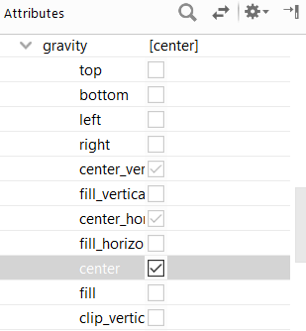 Attributes
gravity [center]
top
bottom
left
right
center_ver
fill_vertica
center_hor
fill_horizo
center
fill
clip_vertic